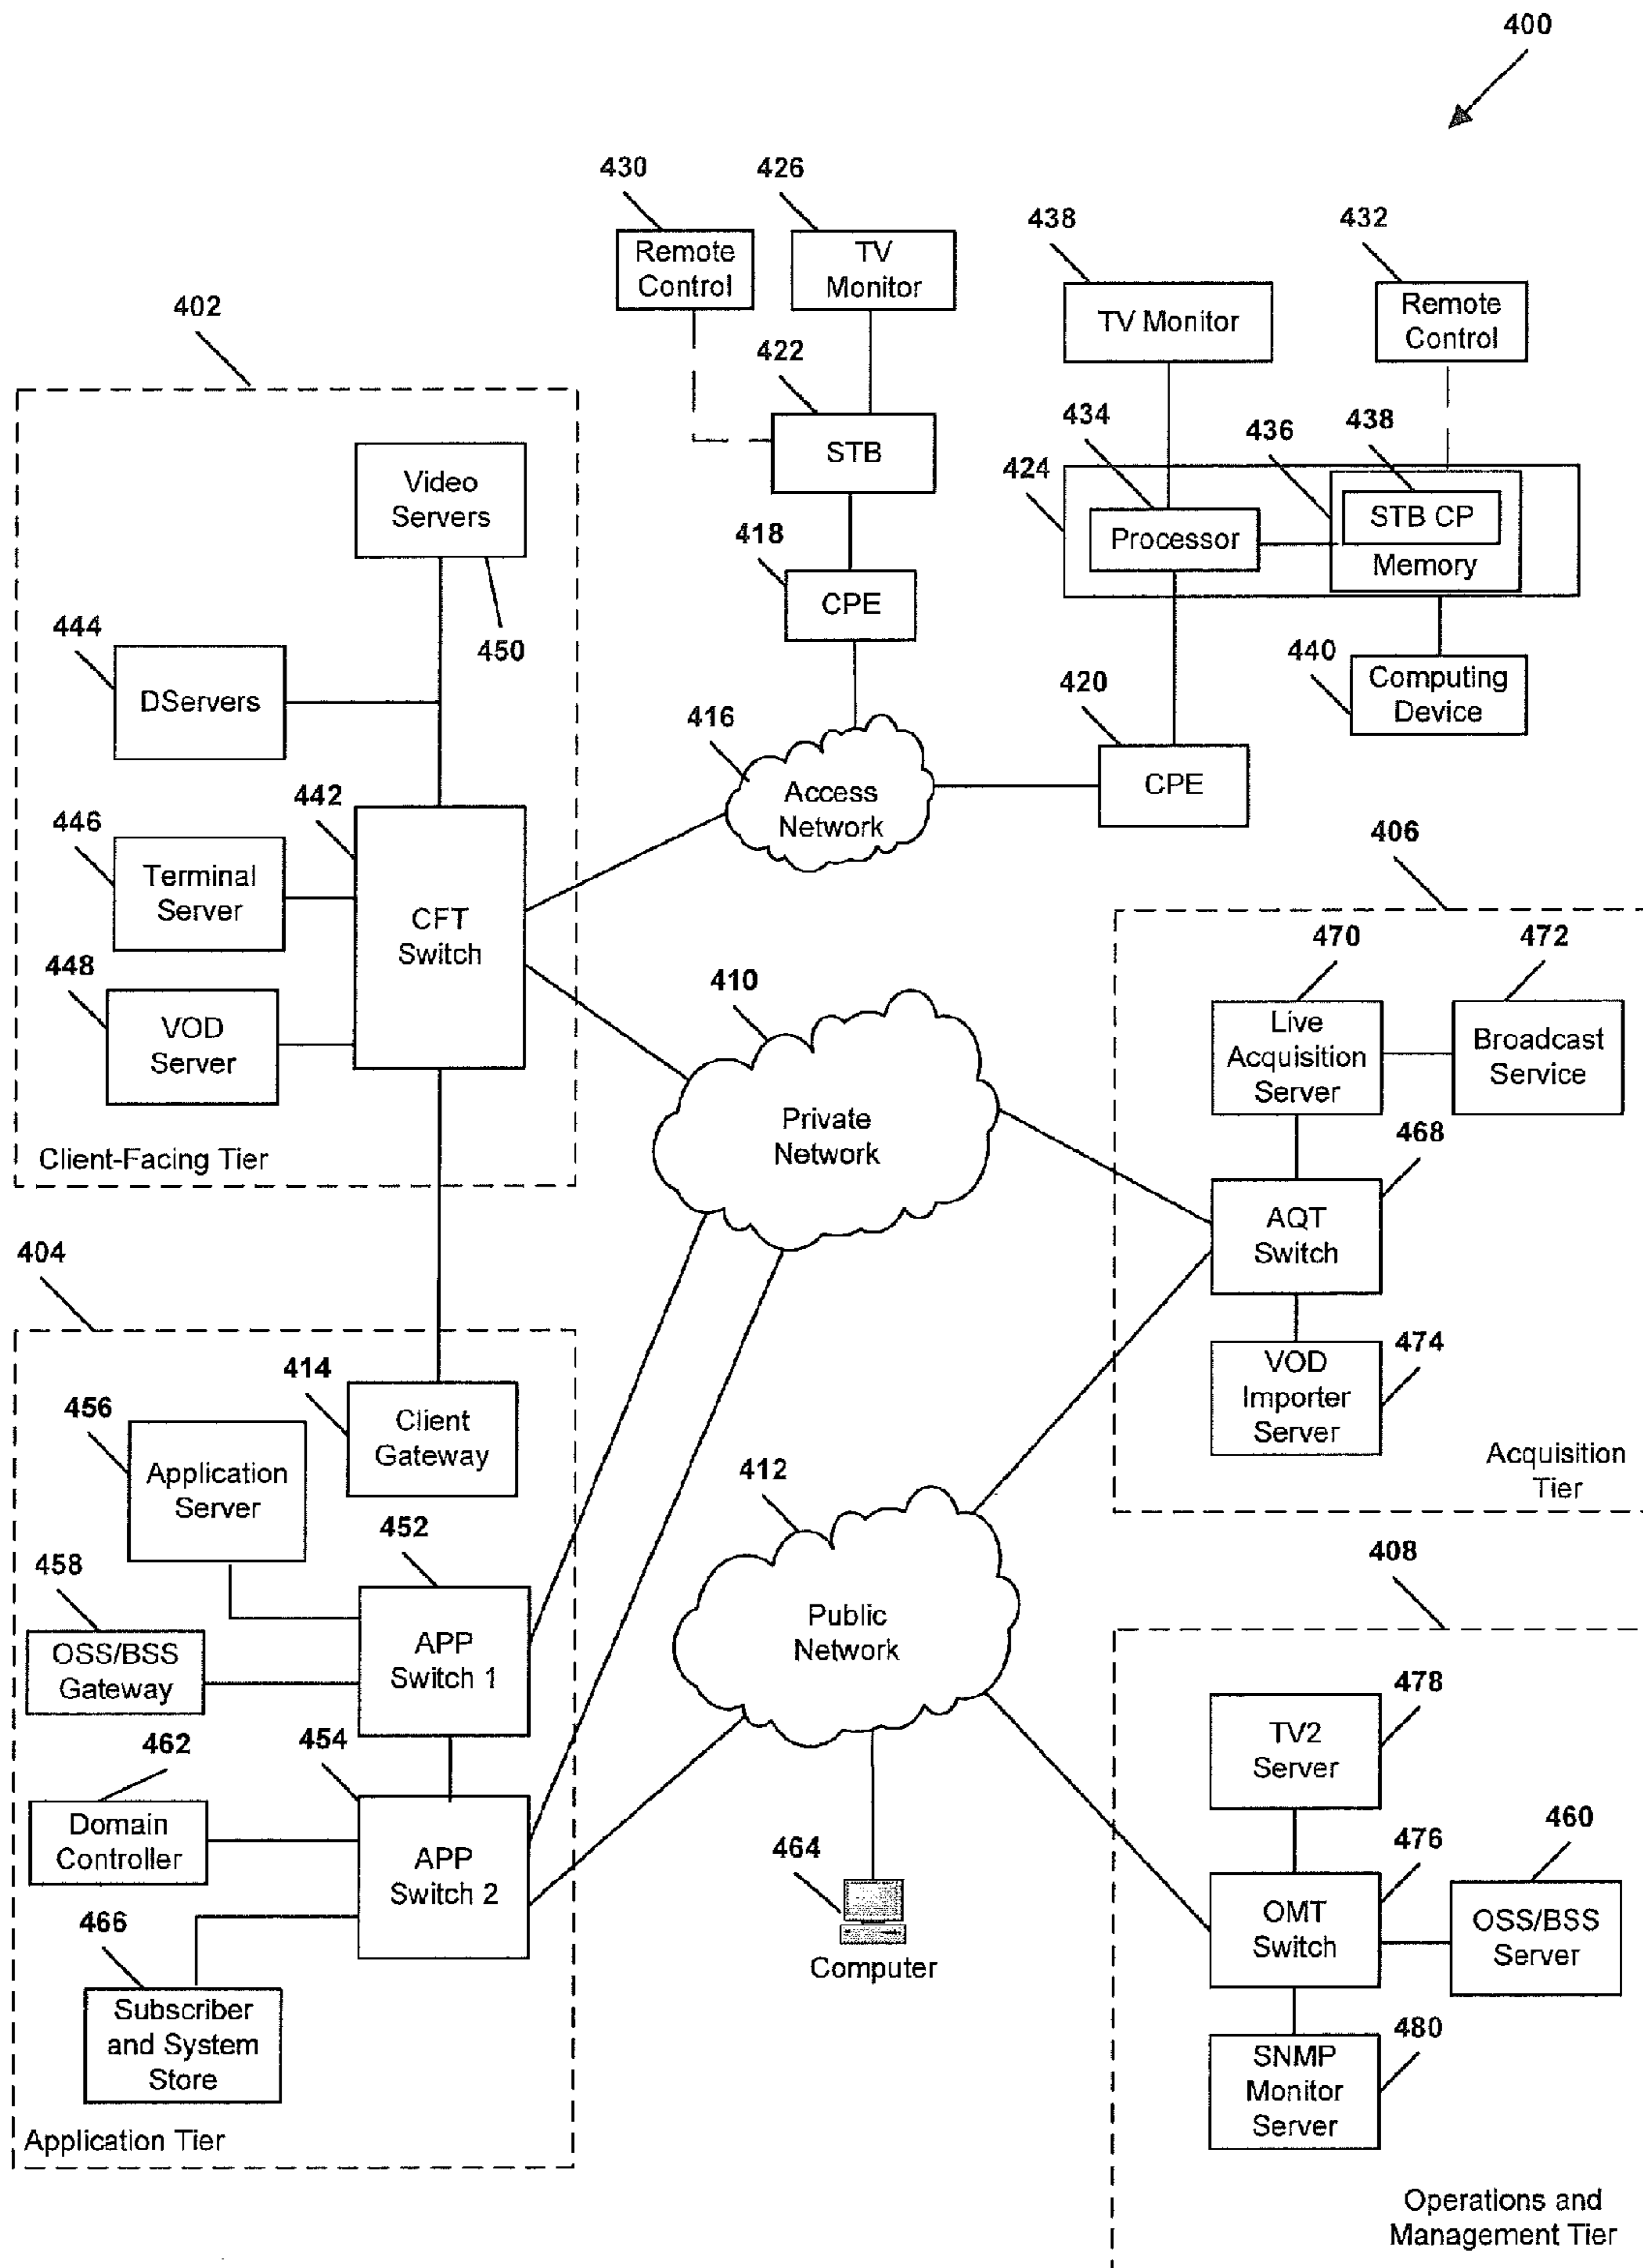 400
430
426
438
432
Remote
Control
TV
Monitor
TV Monitor
Remote
Control
402
422
STB
434
436
438
424
Processor
STB CP
Memory
Video
Servers
450
418
CPE
444
DServers
440
Computing
Device
420
CPE
416
Access
Network
442
CFT
Switch
446
Terminal
Server
448
VOD
Server
Client-Facing Tier
406
470
472
Live
Acquisition
Server
Broadcast
Service
468
AQT
Switch
474
VOD
Importer
Server
Acquisition
Tier
410
Private
Network
404
414
Client
Gateway
456
Application
Server
452
APP
Switch 1
458
OSS/BSS
Gateway
462
Domain
Controller
454
APP
Switch 2
466
Subscriber
and System
Store
Application Tier
412
Public
Network
464
Computer
408
478
TV2
Server
476
OMT
Switch
460
OSS/BSS
Server
480
SNMP
Monitor
Server
Operations and
Management Tier